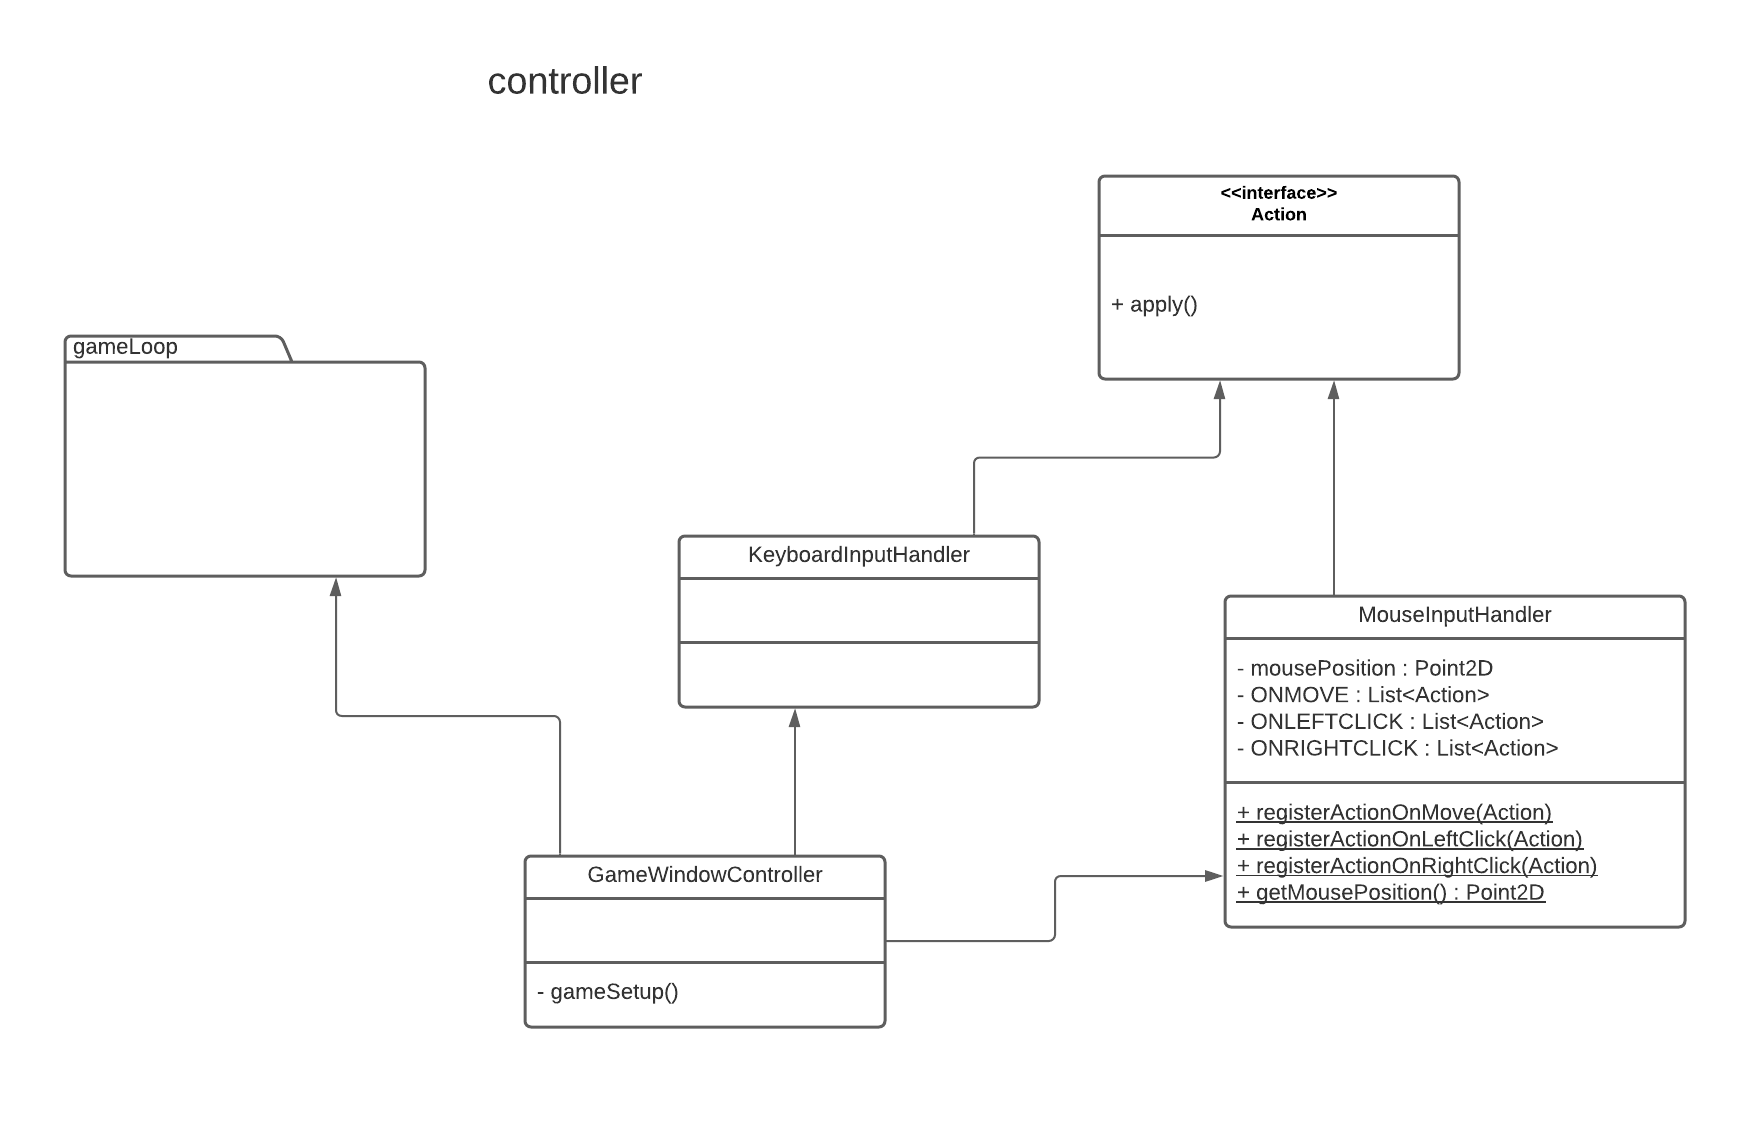 controller
<<interface>>
Action
+ apply()
gameLoop
KeyboardInputHandler
MouseInputHandler
- mousePosition : Point2D
- ONMOVE : List<Action>
- ONLEFTCLICK : List<Action>
- ONRIGHTCLICK : List<Action>
+ registerActionOnMove(Action)
+ registerActionOnLeftClick(Action)
+ registerActionOnRightClick(Action)
+ getMousePosition() : Point2D
GameWindowController
- gameSetup()